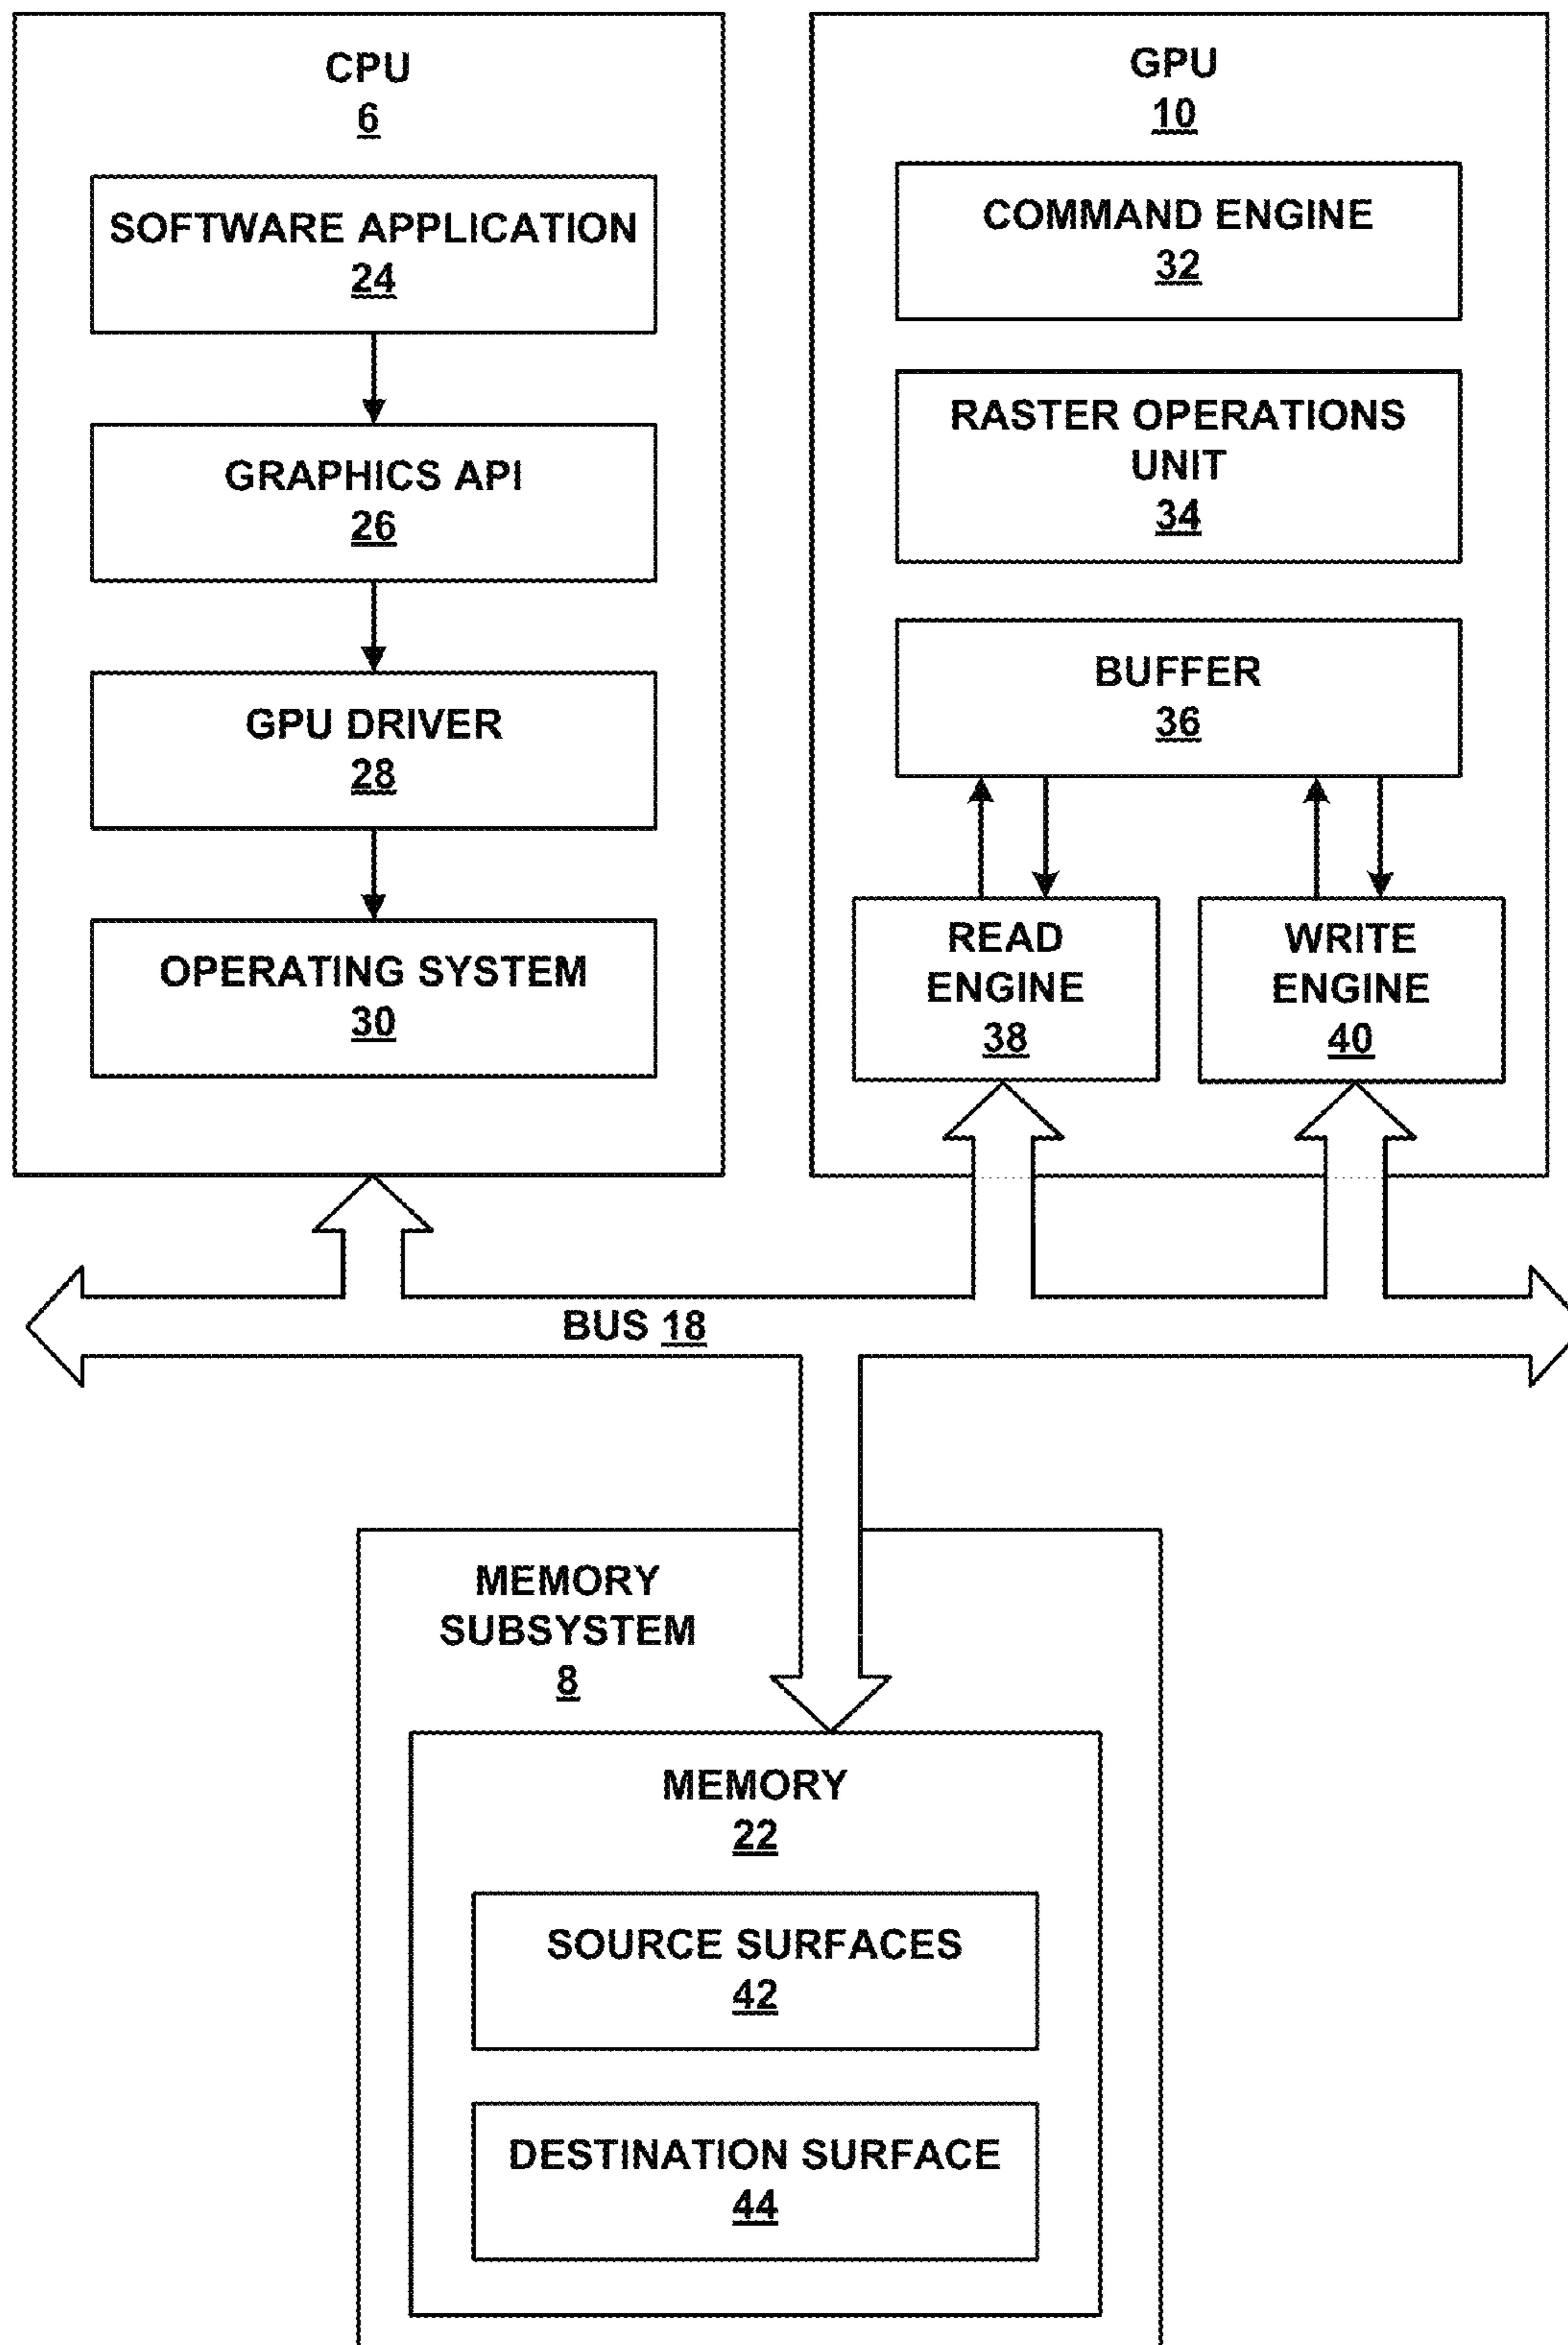 CPU
6
SOFTWARE APPLICATION
24
GRAPHICS API
26
GPU DRIVER
28
OPERATING SYSTEM
30
GPU
10
COMMAND ENGINE
32
RASTER OPERATIONS
UNIT
34
BUFFER
36
READ
ENGINE
38
WRITE
ENGINE
40
BUS 18
MEMORY
SUBSYSTEM
8
MEMORY
22
SOURCE SURFACES
42
DESTINATION SURFACE
44